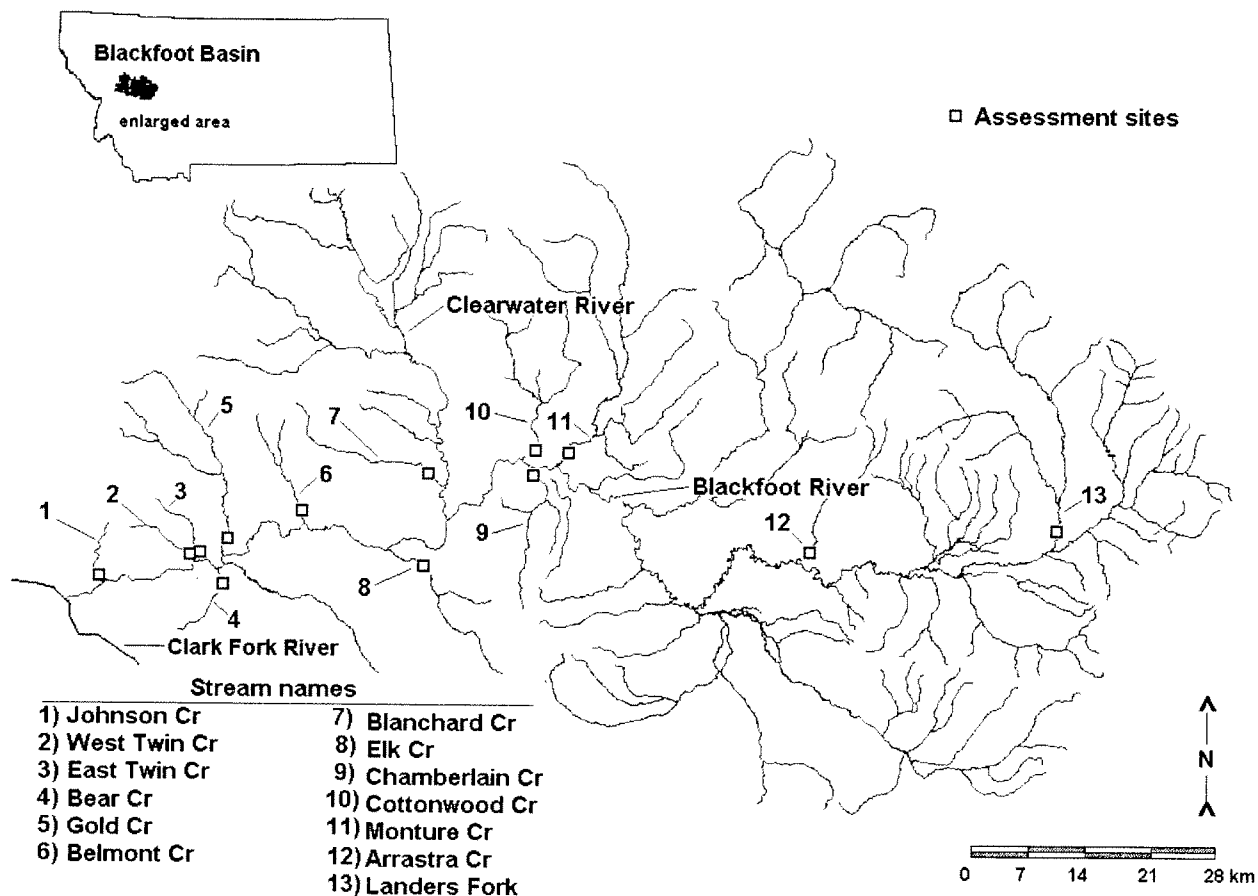 Blackfoot Basin
enlarged area
Assessment sites
Clearwater River
5
10
11
7
6
3
2
1
Blackfoot River
13
12
9
8
4
Clark Fork River
Stream names
1) Johnson Cr
2) West Twin Cr
3) East Twin Cr
4) Bear Cr
5) Gold Cr
6) Belmont Cr
7) Blanchard Cr
8) Elk Cr
9) Chamberlain Cr
10) Cottonwood Cr
11) Monture Cr
12) Arrastra Cr
13) Landers Fork
N
0 7 14 21 28 km